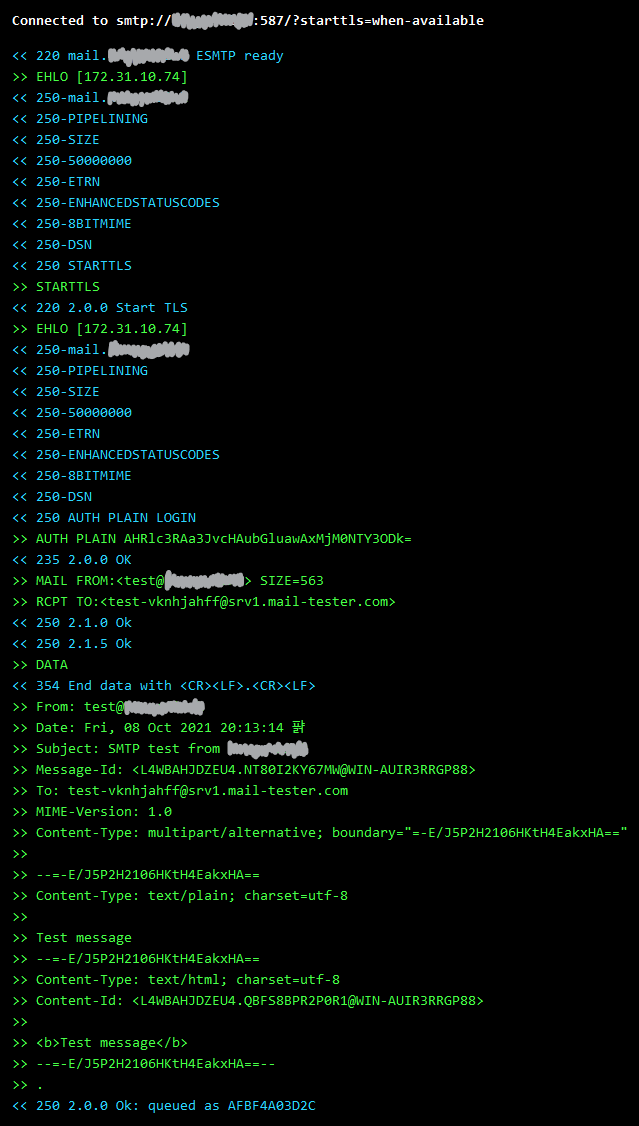 Connected to smtp:// :587/?starttls=when-available
<< 220 mail. ESMTP ready
>> EHLO [172.31.10.74]
<< 250-mail.
<< 250-PIPELINING
<< 250-SIZE
<< 250-50000000
<< 250-ETRN
<< 250-ENHANCEDSTATUSCODES
<< 250-8BITMIME
<< 250-DSN
<< 250 STARTTLS
>> STARTTLS
<< 220 2.0.0 Start TLS
>> EHLO [172.31.10.74]
<< 250-mail.
<< 250-PIPELINING
<< 250-SIZE
<< 250-50000000
<< 250-ETRN
<< 250-ENHANCEDSTATUSCODES
<< 250-8BITMIME
<< 250-DSN
<< 250 AUTH PLAIN LOGIN
>> AUTH PLAIN AHRlc3RAa3JvcHAubGluawAxMjM0NTY3ODk=
<< 235 2.0.0 OK
>> MAIL FROM:<test@ > SIZE=563
>> RCPT TO:<test-vknhjahff@srv1.mail-tester.com>
<< 250 2.1.0 Ok
<< 250 2.1.5 Ok
>> DATA
<< 354 End data with <CR><LF>.<CR><LF>
>> From: test@
>> Date: Fri, 08 Oct 2021 20:13:14
>> Subject: SMTP test from
>> Message-Id: <L4WBAHJDZEU4.NT80I2KY67MW@WIN-AUIR3RRGP88>
>> To: test-vknhjahff@srv1.mail-tester.com
>> MIME-Version: 1.0
>> Content-Type: multipart/alternative; boundary="=-E/J5P2H2106HKtH4EakxHA=="
>>
>> --=-E/J5P2H2106HKtH4EakxHA==
>> Content-Type: text/plain; charset=utf-8
>>
>> Test message
>> --=-E/J5P2H2106HKtH4EakxHA==
>> Content-Type: text/html; charset=utf-8
>> Content-Id: <L4WBAHJDZEU4.QBFS8BPR2P0R1@WIN-AUIR3RRGP88>
>>
>> <b>Test message</b>
>> --=-E/J5P2H2106HKtH4EakxHA==--
>> .
<< 250 2.0.0 Ok: queued as AFBF4A03D2C